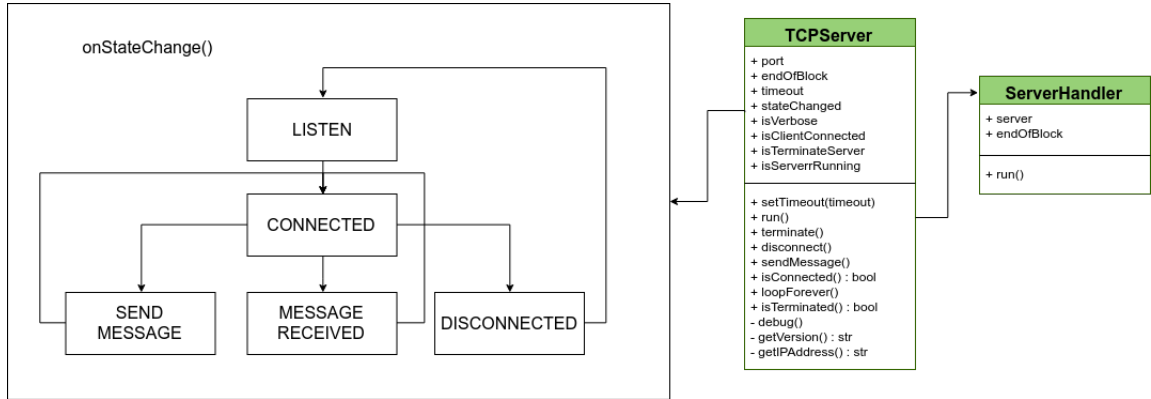 onStateChange()
LISTEN
CONNECTED
SEND
MESSAGE
MESSAGE
RECEIVED
DISCONNECTED
TCPServer
+ port
+ endOfBlock
+ timeout
+ stateChanged
+ isVerbose
+ isClientConnected
+ isTerminateServer
+ isServerrRunning
+ setTimeout(timeout)
+ run()
+ terminate()
+ disconnect()
+ sendMessage()
+ isConnected() : bool
+ loopForever()
+ isTerminated() : bool
- debug()
- getVersion() : str
- getIPAddress() : str
ServerHandler
+ server
+ endOfBlock
+ run()